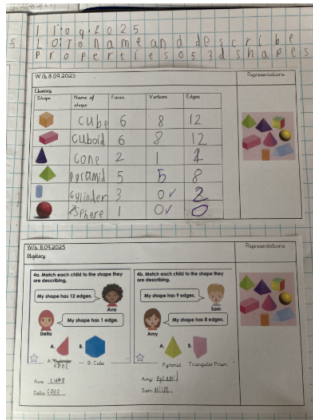 11.09.2025
LO: to name and describe
properties of 3d shapes
W/b 8.09.2025
Representations
Fluency
Shape Name of shape Faces Vertices Edges
cube 6 8 12
cuboid 6 8 12
cone 2 1 1
pyramid 5 5 8
cylinder 3 0 ✓ 2
sphere 1 0 ✓ 0
W/b 8.09.2025
Representations
4a. Match each child to the shape they are describing.
My shape has 12 edges.
Ava
My shape has 1 edge.
Dello
A.
B. Cube
4b. Match each child to the shape they are describing.
My shape has 9 edges.
Sam
My shape has 8 edges.
Amy
A. Pyramid
B. Triangular Prism
Ava: cube
Amy:
Sam: